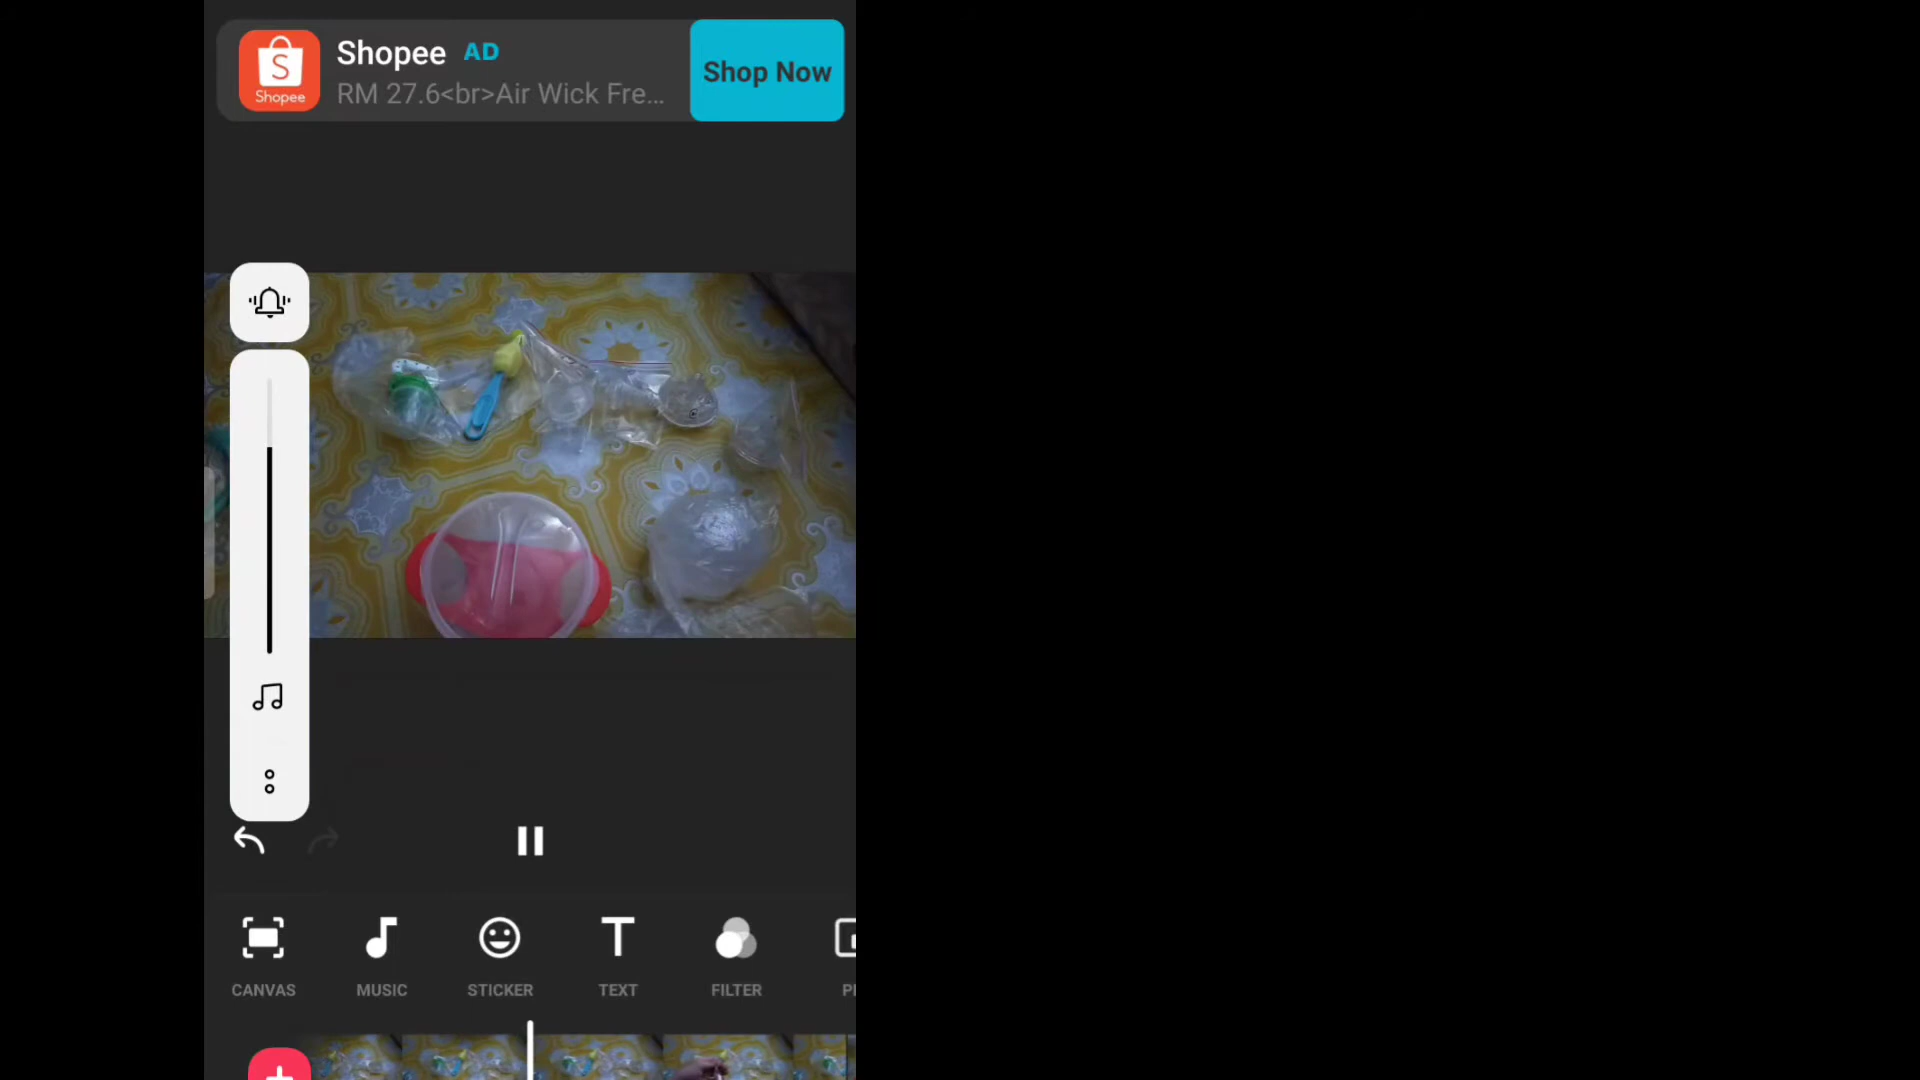 Shopee AD
RM 27.6<br>Air Wick Fre...
Shop Now
S
Shopee
CANVAS
MUSIC
STICKER
TEXT
FILTER